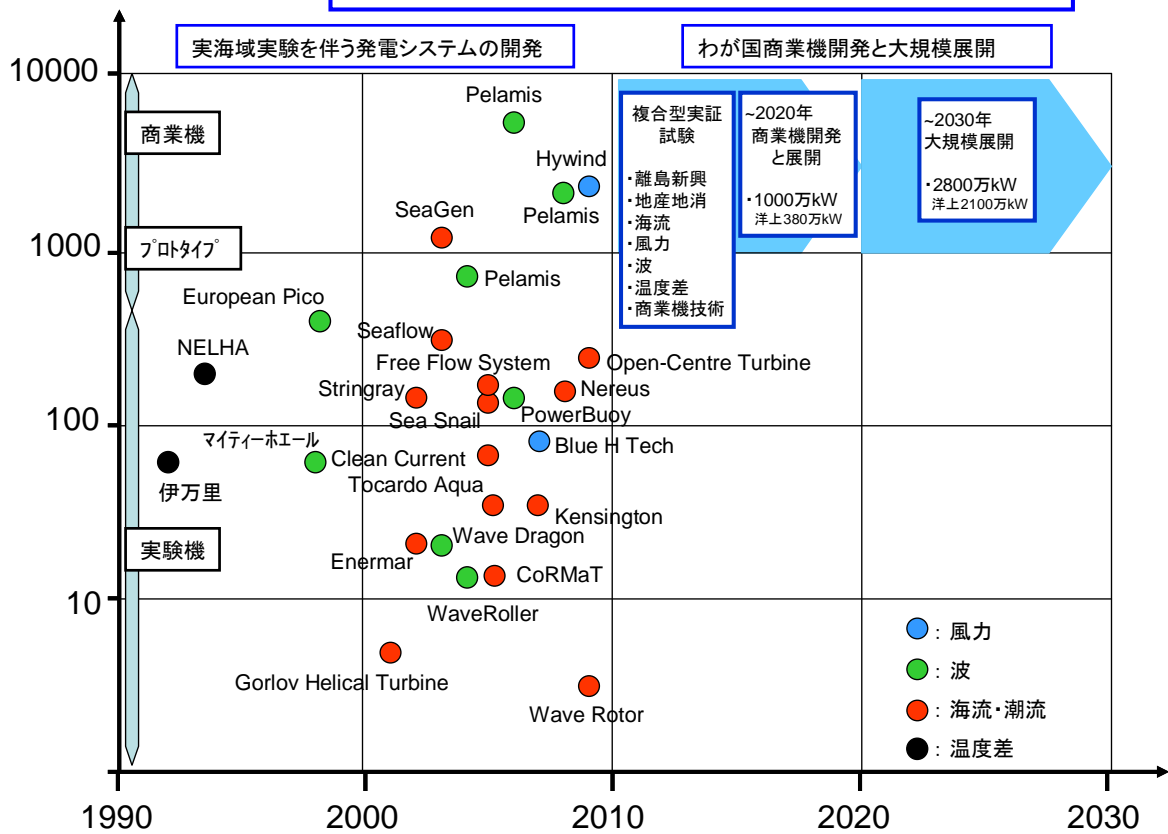 実海域実験を伴う発電システムの開発
わが国商業機開発と大規模展開
10000
1000
100
10
商業機
ﾌﾟﾛﾄﾀｲﾌﾟ
実験機
Pelamis
Hywind
Pelamis
SeaGen
Pelamis
European Pico
Seaflow
NELHA
Free Flow System
Open-Centre Turbine
Stringray
Nereus
Sea Snail
PowerBuoy
ﾏｲﾃｨｰﾎｴｰﾙ
Blue H Tech
Clean Current
伊万里
Tocardo Aqua
Kensington
Wave Dragon
Enermar
CoRMaT
WaveRoller
Gorlov Helical Turbine
Wave Rotor
複合型実証
試験
・離島新興
・地産地消
・海流
・風力
・波
・温度差
・商業機技術
~2020年
商業機開発
と展開
・1000万kW
洋上380万kW
~2030年
大規模展開
・2800万kW
洋上2100万kW
：風力
：波
：海流・潮流
：温度差
1990
2000
2010
2020
2030